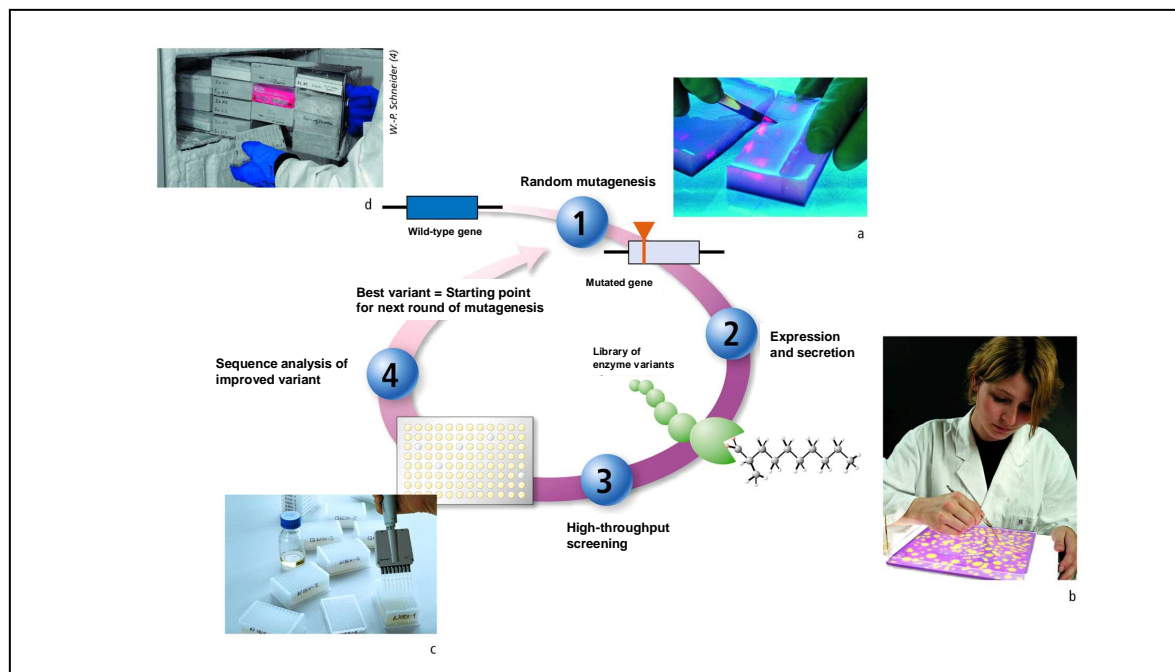 W.-P. Schneider (4)
Random mutagenesis
d
1
Wild-type gene
a
Mutated gene
Best variant = Starting point
for next round of mutagenesis
2
Expression
and secretion
Library of
enzyme variants
Sequence analysis of
improved variant
4
3
High-throughput
screening
b
c